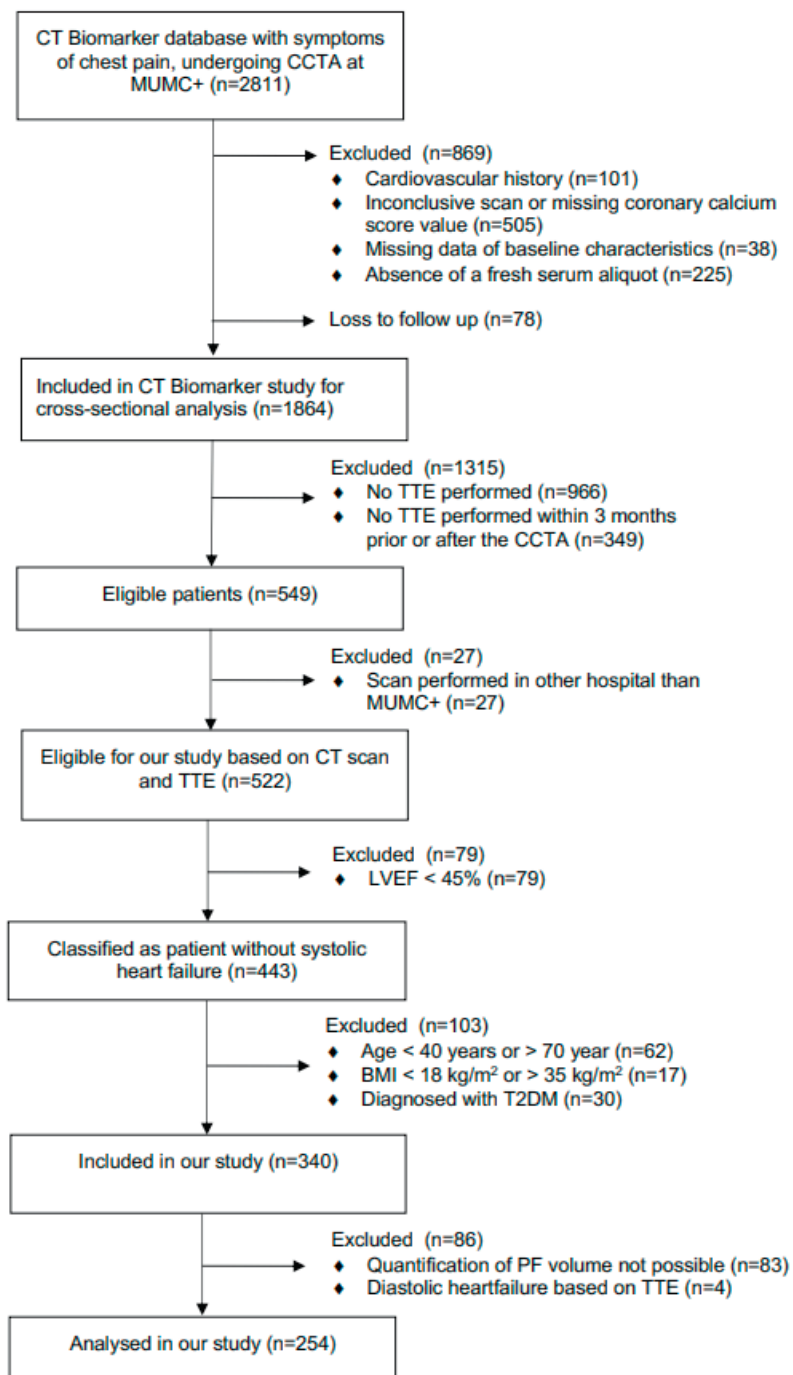 CT Biomarker database with symptoms
of chest pain, undergoing CCTA at
MUMC+ (n=2811)
Excluded (n=869)
♦ Cardiovascular history (n=101)
♦ Inconclusive scan or missing coronary calcium
score value (n=505)
♦ Missing data of baseline characteristics (n=38)
♦ Absence of a fresh serum aliquot (n=225)
Loss to follow up (n=78)
Included in CT Biomarker study for
cross-sectional analysis (n=1864)
Excluded (n=1315)
♦ No TTE performed (n=966)
♦ No TTE performed within 3 months
prior or after the CCTA (n=349)
Eligible patients (n=549)
Excluded (n=27)
♦ Scan performed in other hospital than
MUMC+ (n=27)
Eligible for our study based on CT scan
and TTE (n=522)
Excluded (n=79)
♦ LVEF < 45% (n=79)
Classified as patient without systolic
heart failure (n=443)
Excluded (n=103)
♦ Age < 40 years or > 70 year (n=62)
♦ BMI < 18 kg/m² or > 35 kg/m² (n=17)
♦ Diagnosed with T2DM (n=30)
Included in our study (n=340)
Excluded (n=86)
♦ Quantification of PF volume not possible (n=83)
♦ Diastolic heartfailure based on TTE (n=4)
Analysed in our study (n=254)